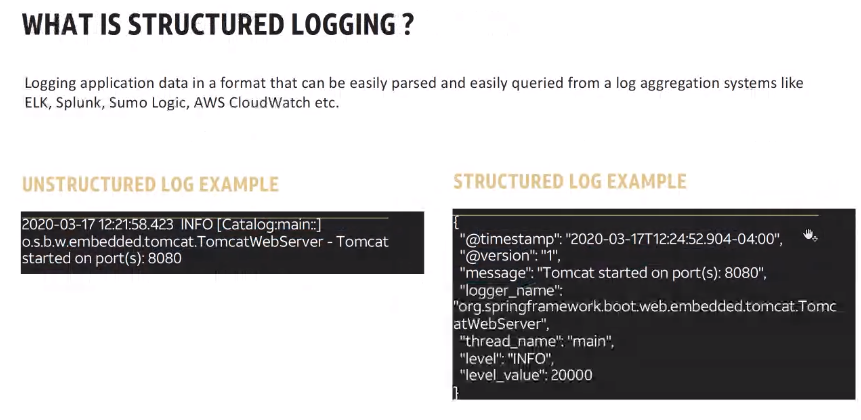 WHAT IS STRUCTURED LOGGING ?
Logging application data in a format that can be easily parsed and easily queried from a log aggregation systems like
ELK, Splunk, Sumo Logic, AWS CloudWatch etc.
UNSTRUCTURED LOG EXAMPLE
2020-03-17 12:21:58.423  INFO [Catalog:main::]
o.s.b.w.embedded.tomcat.TomcatWebServer - Tomcat
started on port(s): 8080
STRUCTURED LOG EXAMPLE
{
"@timestamp": "2020-03-17T12:24:52.904-04:00",
"@version": "1",
"message": "Tomcat started on port(s): 8080",
"logger_name":
"org.springframework.boot.web.embedded.tomcat.Tomc
atWebServer",
"thread_name": "main",
"level": "INFO",
"level_value": 20000
}